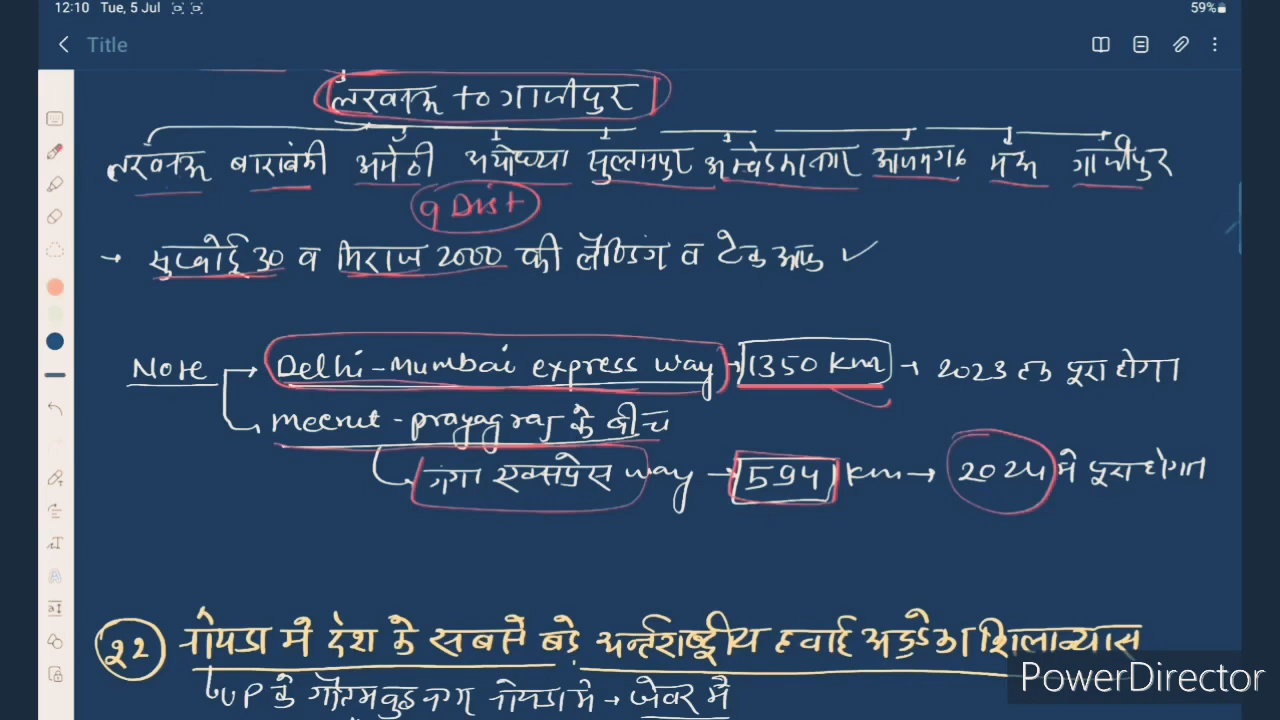 12:10 Tue, 5 Jul 59%
Title
लखनऊ to गाजीपुर
लखनऊ बाराबंकी अमेठी अयोध्या सुल्तानपुर अम्बेडकरनगर आजमगढ़ मऊ गाजीपुर
9 Dist
→ सुखोई 30 व मिराज 2000 की लैण्डिंग व टेक आफ ✓
Note → Delhi-Mumbai express way → 1350 Km → 2023 तक पूरा होगा
meerut - prayagraj के बीच
गंगा एक्सप्रेस way → 594 Km → 2024 मे पूरा होगा
22 नोएडा मे देश के सबसे बड़े अर्न्तराष्ट्रीय हवाई अड्डे का शिलान्यास
UP के गौतमबुद्ध नगर नोएडा मे → जेवर मे
PowerDirector